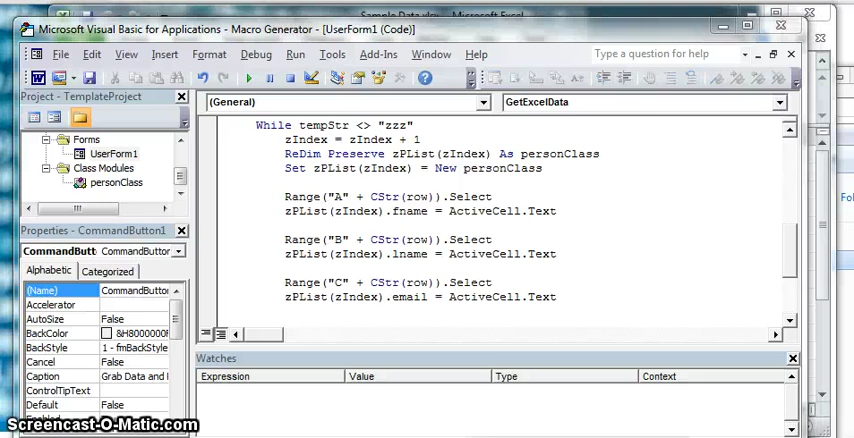 Sample Data.xlsx - Microsoft Excel
Microsoft Visual Basic for Applications - Macro Generator - [UserForm1 (Code)]
File Edit View Insert Format Debug Run Tools Add-Ins Window Help Type a question for help
Project - TemplateProject
(General) GetExcelData
Forms
UserForm1
Class Modules
personClass
While tempStr <> "zzz"
zIndex = zIndex + 1
ReDim Preserve zPList(zIndex) As personClass
Set zPList(zIndex) = New personClass
Range("A" + CStr(row)).Select
zPList(zIndex).fname = ActiveCell.Text
Range("B" + CStr(row)).Select
zPList(zIndex).lname = ActiveCell.Text
Range("C" + CStr(row)).Select
zPList(zIndex).email = ActiveCell.Text
Properties - CommandButton1
CommandButt CommandButton
Alphabetic Categorized
(Name) CommandButton
Accelerator
AutoSize False
BackColor &H8000000F
BackStyle 1 - fmBackStyle
Cancel False
Caption Grab Data and
ControlTipText
Default False
Watches
Expression Value Type Context
Fol
Screencast-O-Matic.com